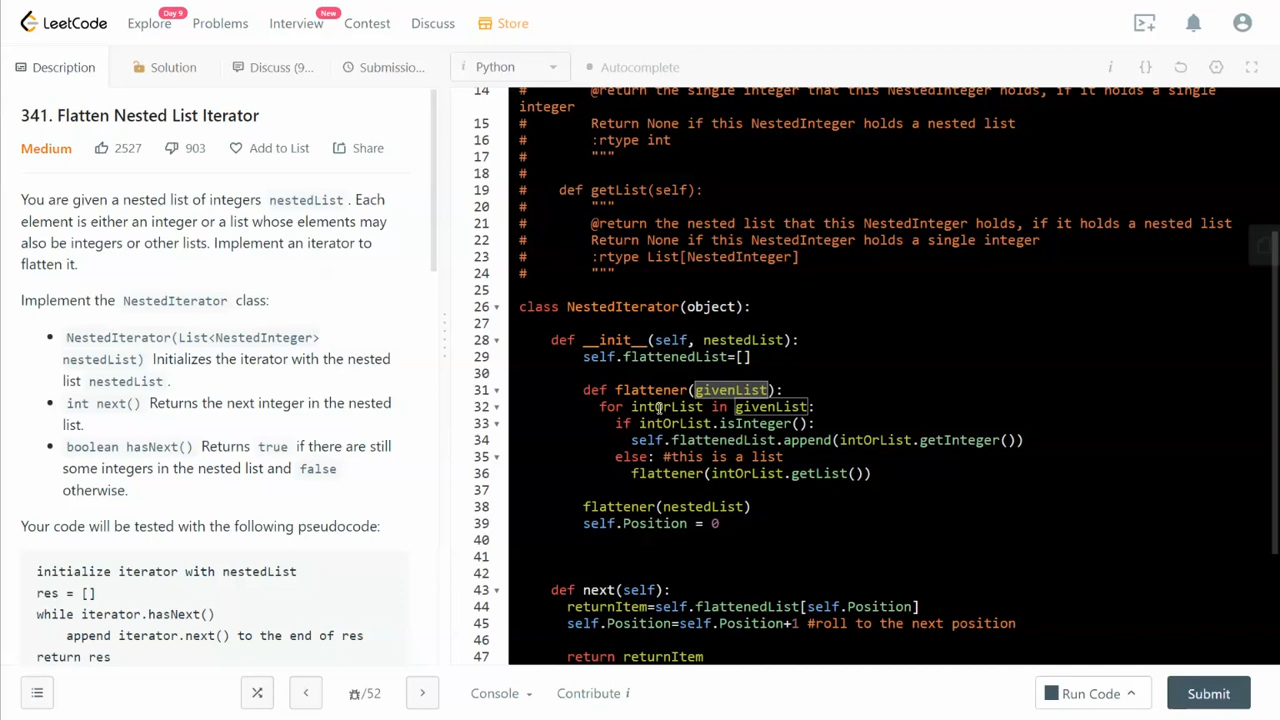 LeetCode
Explore
Day 9
Problems
Interview
New
Contest
Discuss
Store
Description
Solution
Discuss (9...
Submissio...
i Python
Autocomplete
341. Flatten Nested List Iterator
Medium
2527
903
Add to List
Share
You are given a nested list of integers nestedList . Each
element is either an integer or a list whose elements may
also be integers or other lists. Implement an iterator to
flatten it.
Implement the NestedIterator class:
NestedIterator(List<NestedInteger>
nestedList) Initializes the iterator with the nested
list nestedList .
int next() Returns the next integer in the nested
list.
boolean hasNext() Returns true if there are still
some integers in the nested list and false
otherwise.
Your code will be tested with the following pseudocode:
initialize iterator with nestedList
res = []
while iterator.hasNext()
append iterator.next() to the end of res
return res
14 # @return the single integer that this NestedInteger holds, if it holds a single
integer
15 # Return None if this NestedInteger holds a nested list
16 # :rtype int
17 # """
18 #
19 # def getList(self):
20 # """
21 # @return the nested list that this NestedInteger holds, if it holds a nested list
22 # Return None if this NestedInteger holds a single integer
23 # :rtype List[NestedInteger]
24 # """
25
26 class NestedIterator(object):
27
28 def __init__(self, nestedList):
29 self.flattenedList=[]
30
31 def flattener(givenList):
32 for intOrList in givenList:
33 if intOrList.isInteger():
34 self.flattenedList.append(intOrList.getInteger())
35 else: #this is a list
36 flattener(intOrList.getList())
37
38 flattener(nestedList)
39 self.Position = 0
40
41
42
43 def next(self):
44 returnItem=self.flattenedList[self.Position]
45 self.Position=self.Position+1 #roll to the next position
46
47 return returnItem
/52
Console
Contribute i
Run Code
Submit